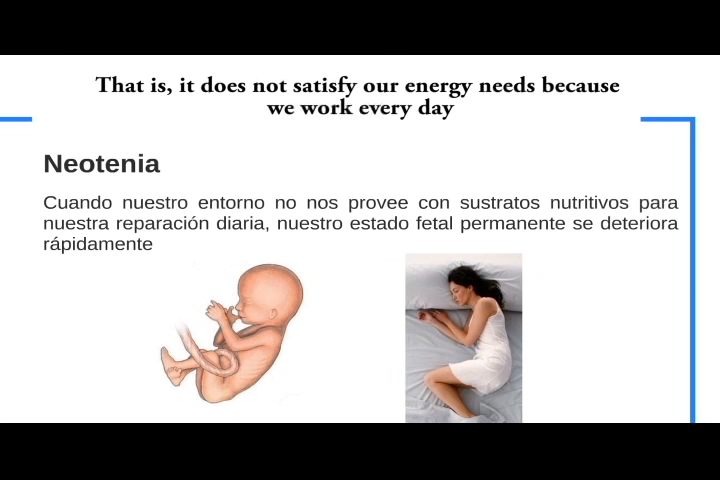 That is, it does not satisfy our energy needs because
we work every day
Neotenia
Cuando nuestro entorno no nos provee con sustratos nutritivos para
nuestra reparación diaria, nuestro estado fetal permanente se deteriora
rápidamente